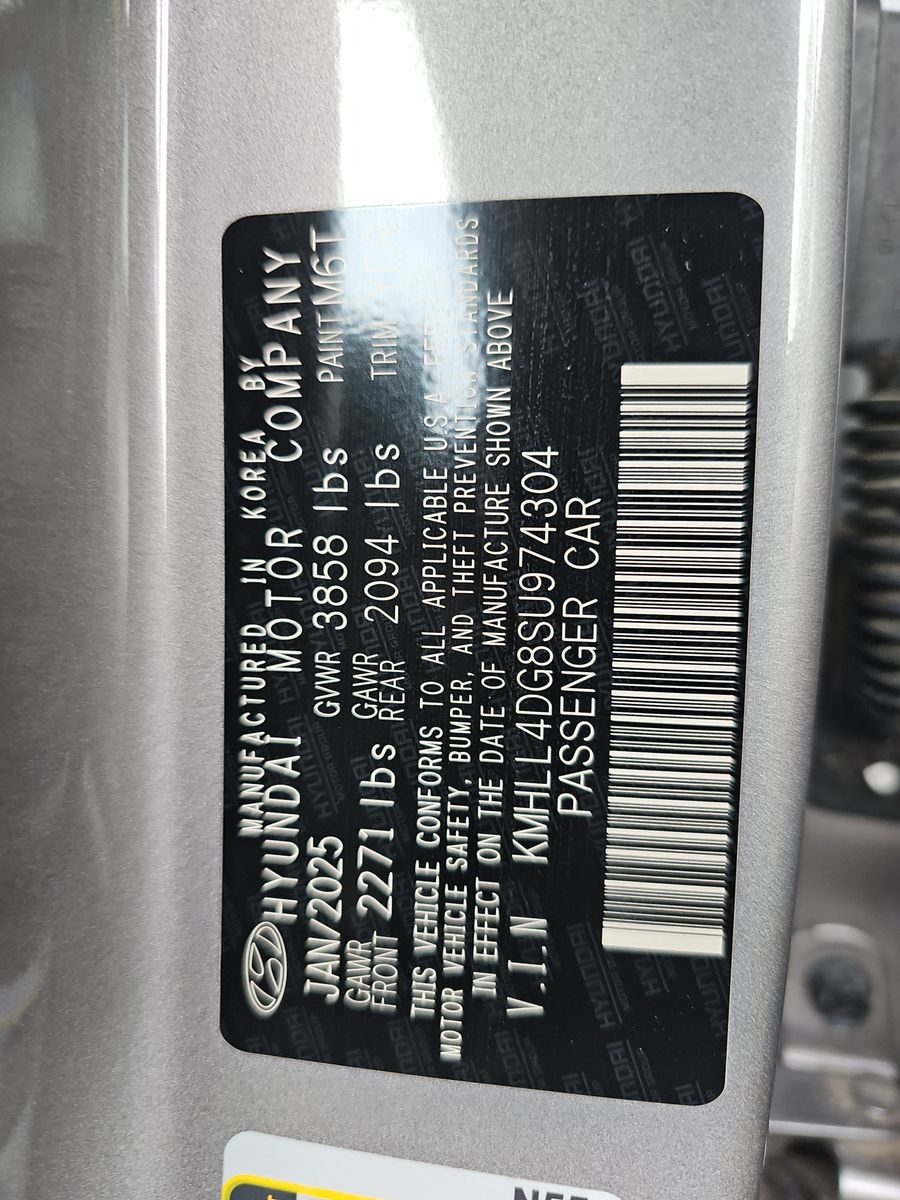 MANUFACTURED IN KOREA BY
HYUNDAI MOTOR COMPANY
JAN/2025 GVWR 3858 lbs PAINT M6T
GAWR FRONT 2271 lbs GAWR REAR 2094 lbs TRIM
THIS VEHICLE CONFORMS TO ALL APPLICABLE U.S.A FEDERAL
MOTOR VEHICLE SAFETY, BUMPER, AND THEFT PREVENTION STANDARDS
IN EFFECT ON THE DATE OF MANUFACTURE SHOWN ABOVE
V.I.N KMHLL4DG8SU974304
PASSENGER CAR